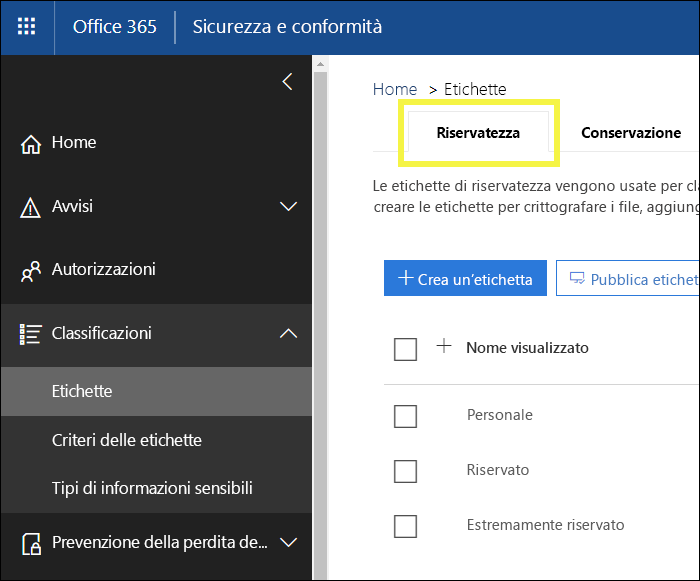 Office 365 Sicurezza e conformità
Home
Avvisi
Autorizzazioni
Classificazioni
Etichette
Criteri delle etichette
Tipi di informazioni sensibili
Prevenzione della perdita de...
Home > Etichette
Riservatezza Conservazione
Le etichette di riservatezza vengono usate per cl
creare le etichette per crittografare i file, aggiung
Crea un'etichetta Pubblica etichet
Nome visualizzato
Personale
Riservato
Estremamente riservato